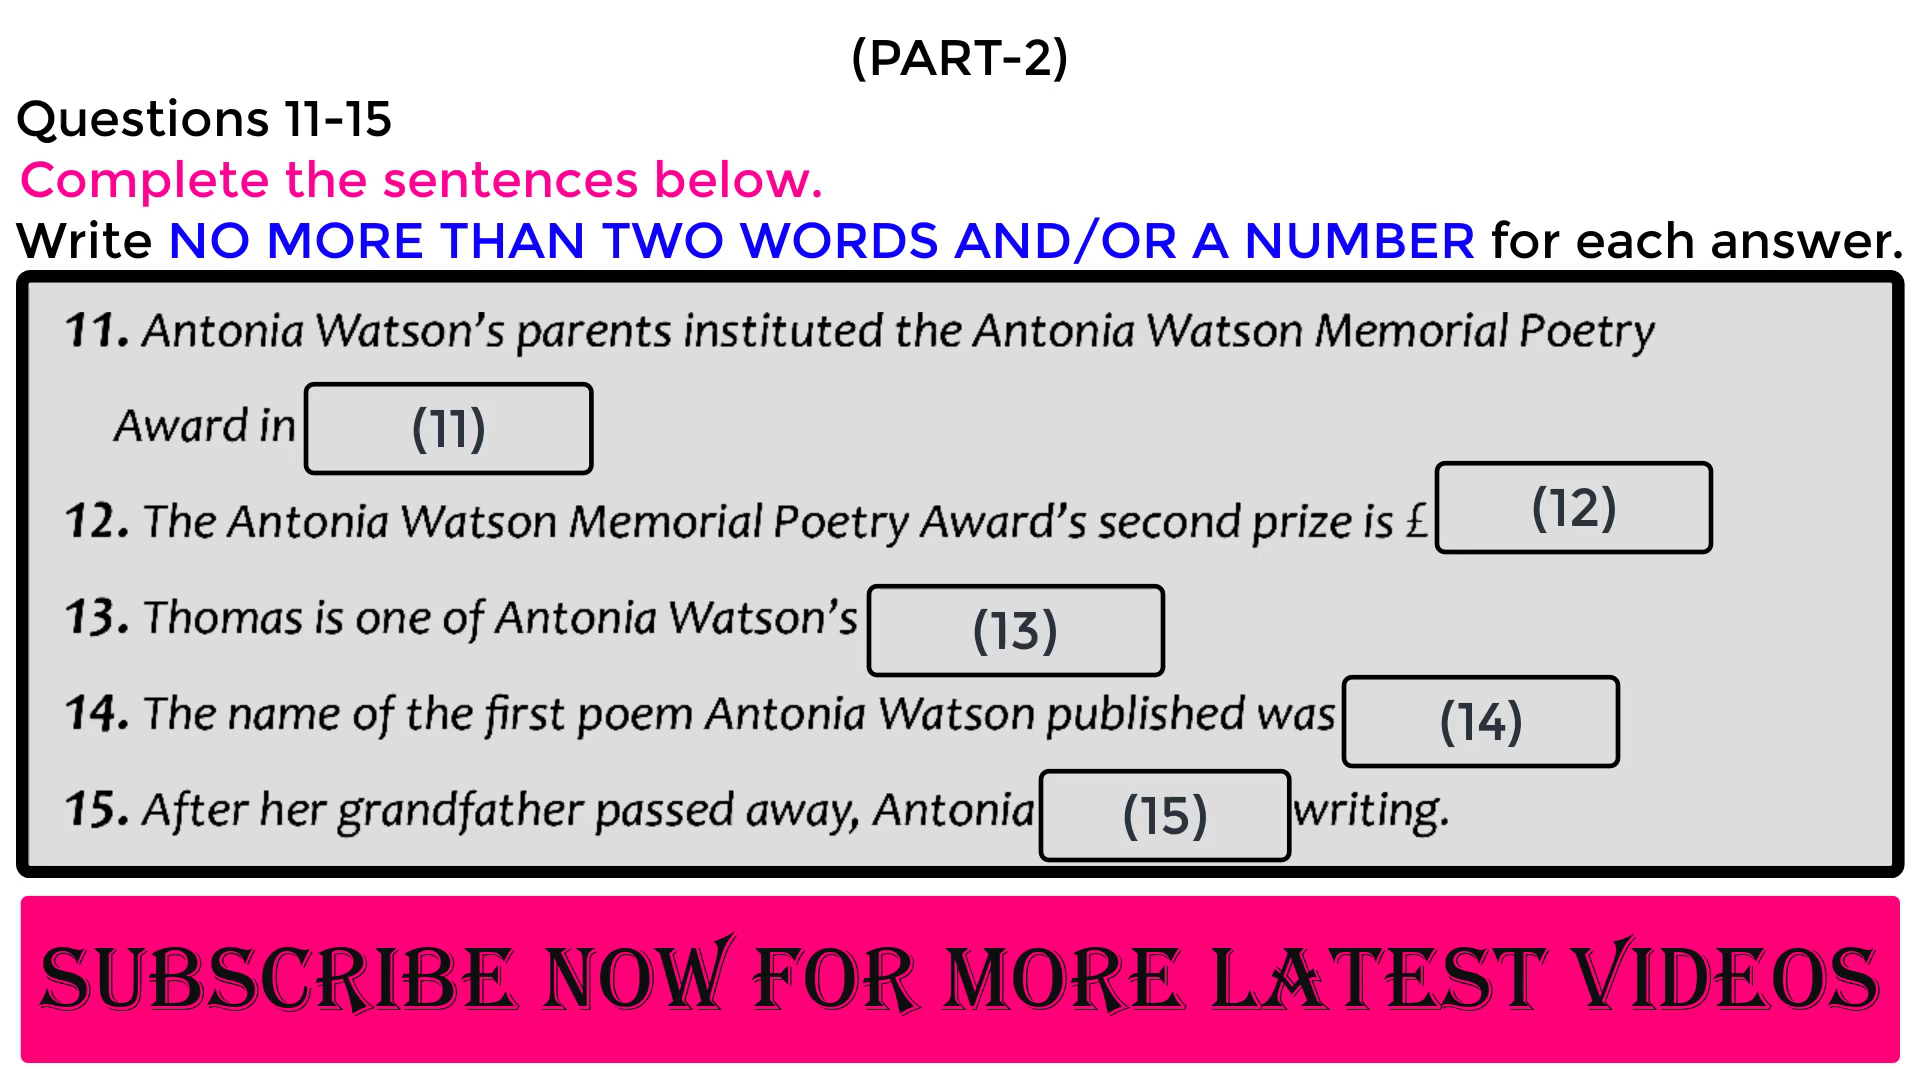 (PART-2)
Questions 11-15
Complete the sentences below.
Write NO MORE THAN TWO WORDS AND/OR A NUMBER for each answer.
11. Antonia Watson's parents instituted the Antonia Watson Memorial Poetry
Award in (11)
12. The Antonia Watson Memorial Poetry Award's second prize is £ (12)
13. Thomas is one of Antonia Watson's (13)
14. The name of the first poem Antonia Watson published was (14)
15. After her grandfather passed away, Antonia (15) writing.
SUBSCRIBE NOW FOR MORE LATEST VIDEOS